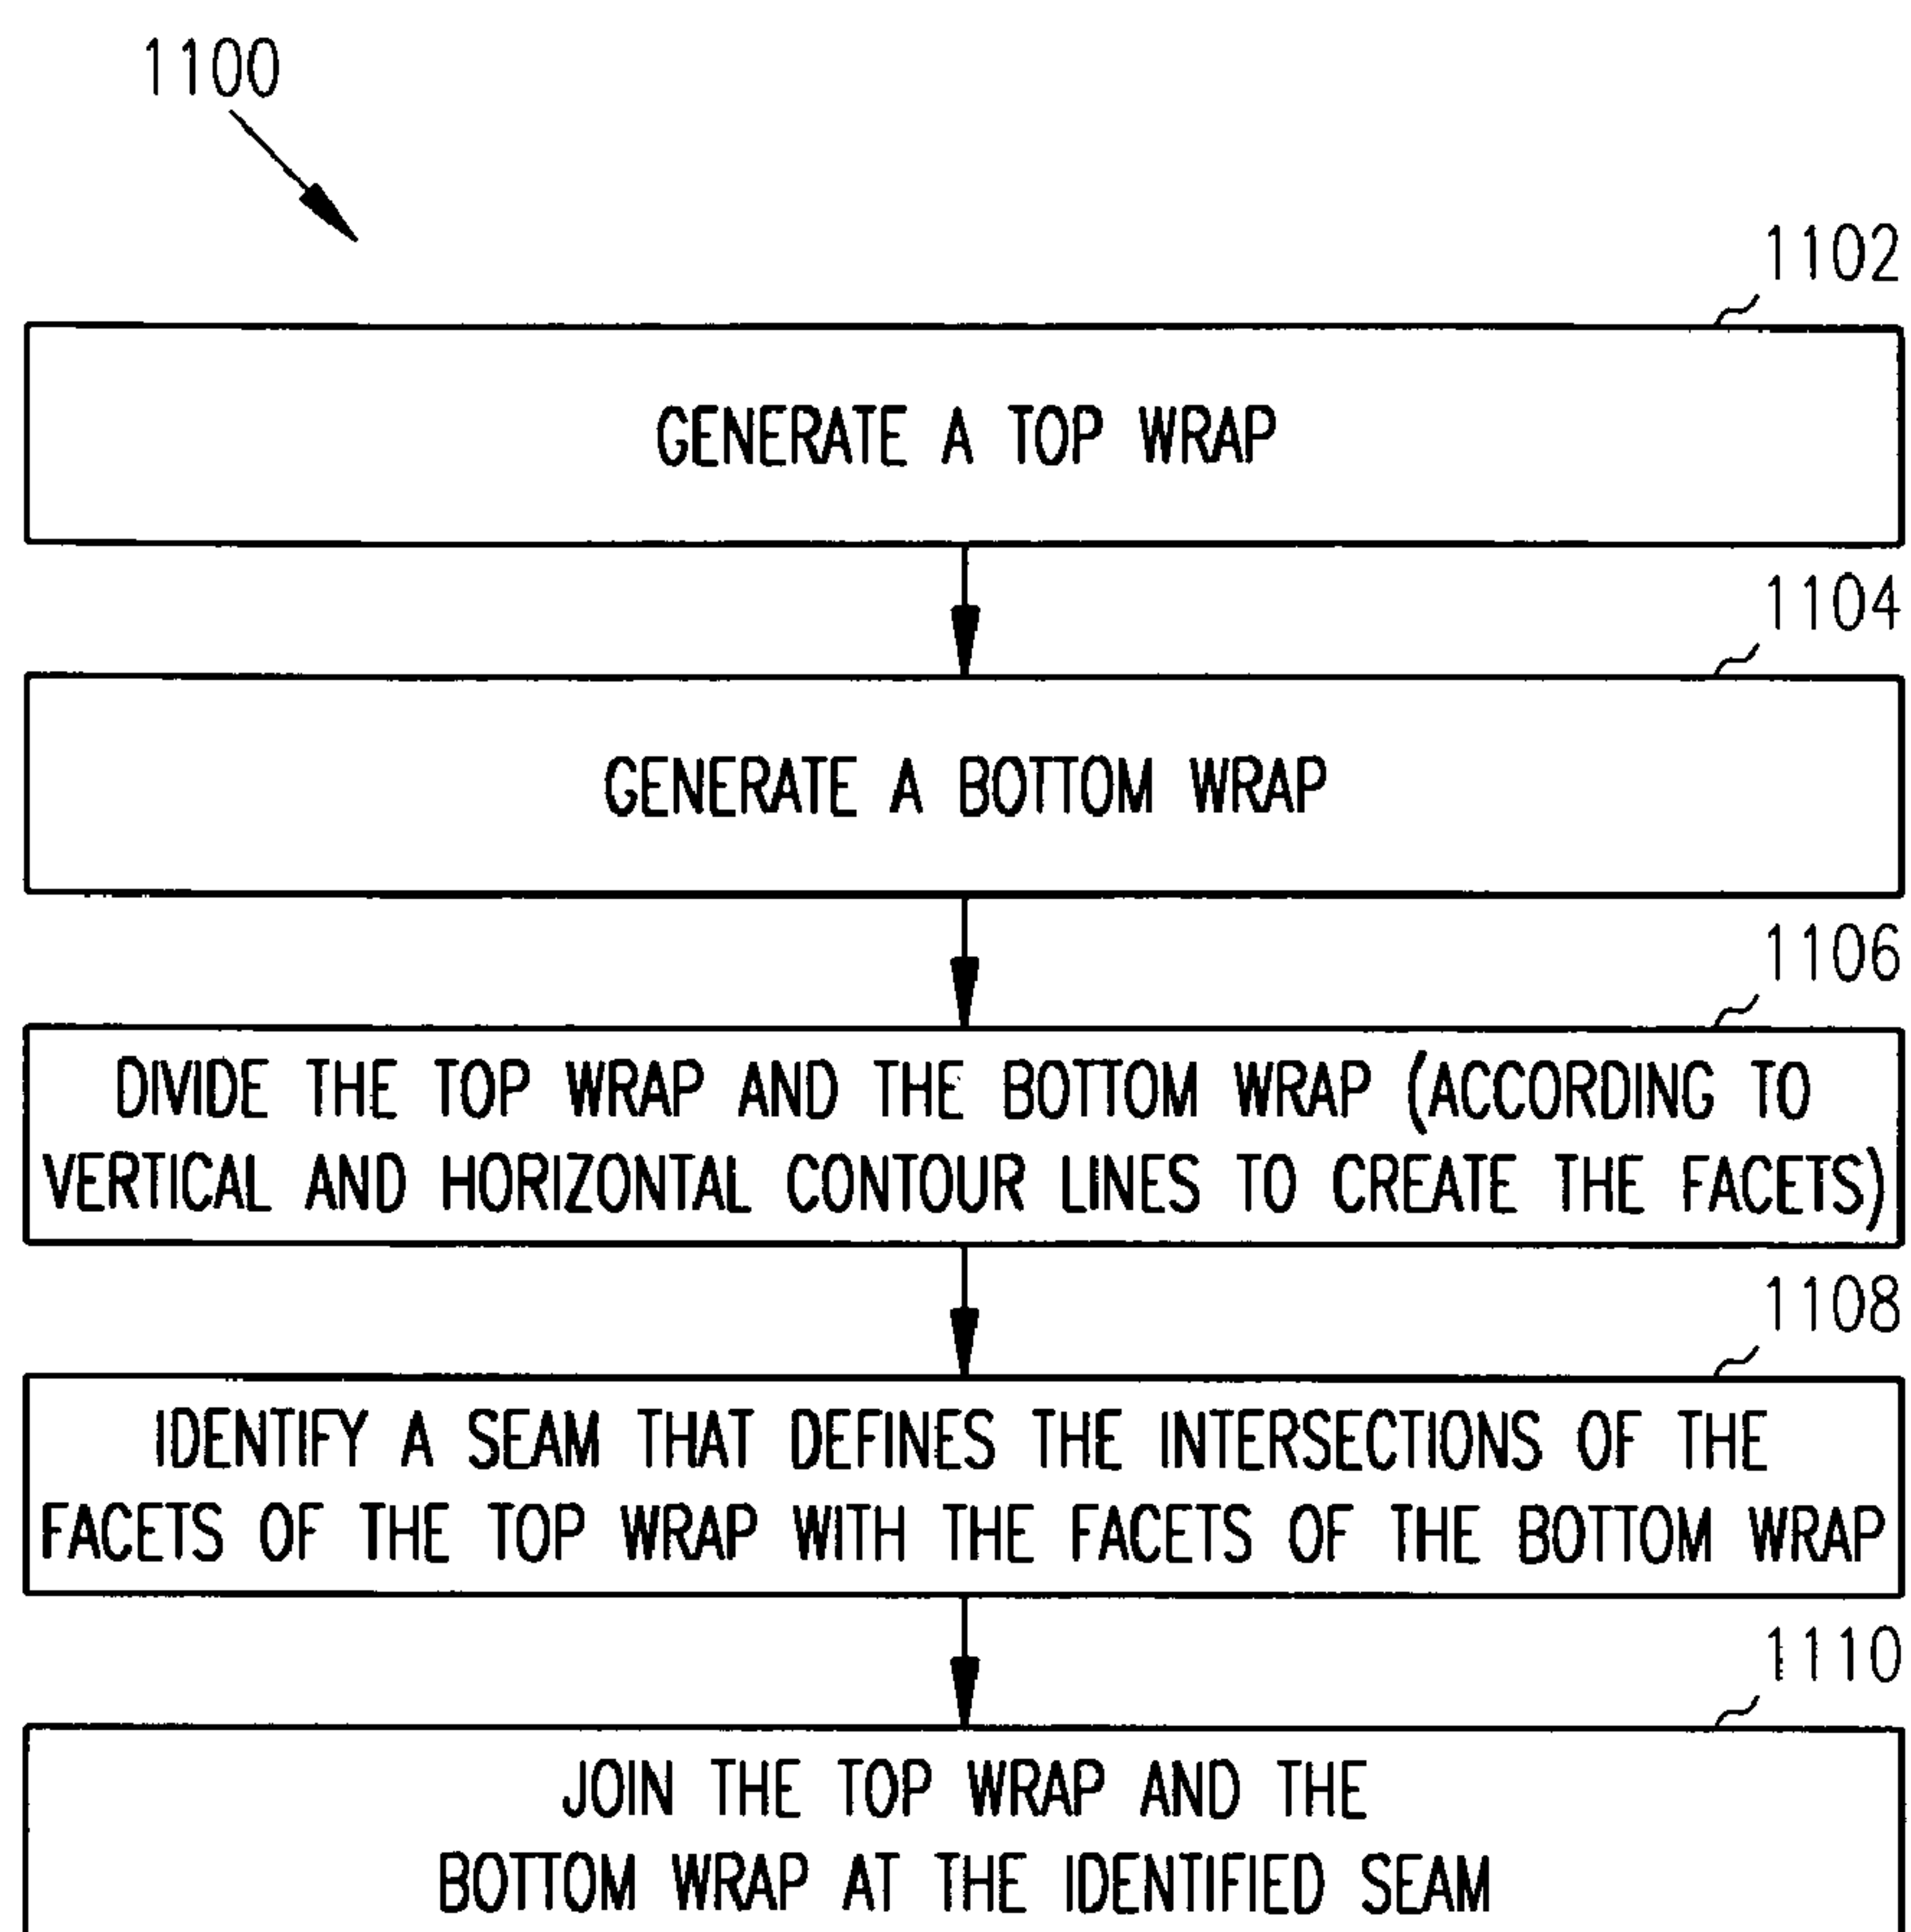 1100
1102
GENERATE A TOP WRAP
1104
GENERATE A BOTTOM WRAP
1106
DIVIDE THE TOP WRAP AND THE BOTTOM WRAP (ACCORDING TO
VERTICAL AND HORIZONTAL CONTOUR LINES TO CREATE THE FACETS)
1108
IDENTIFY A SEAM THAT DEFINES THE INTERSECTIONS OF THE
FACETS OF THE TOP WRAP WITH THE FACETS OF THE BOTTOM WRAP
1110
JOIN THE TOP WRAP AND THE
BOTTOM WRAP AT THE IDENTIFIED SEAM